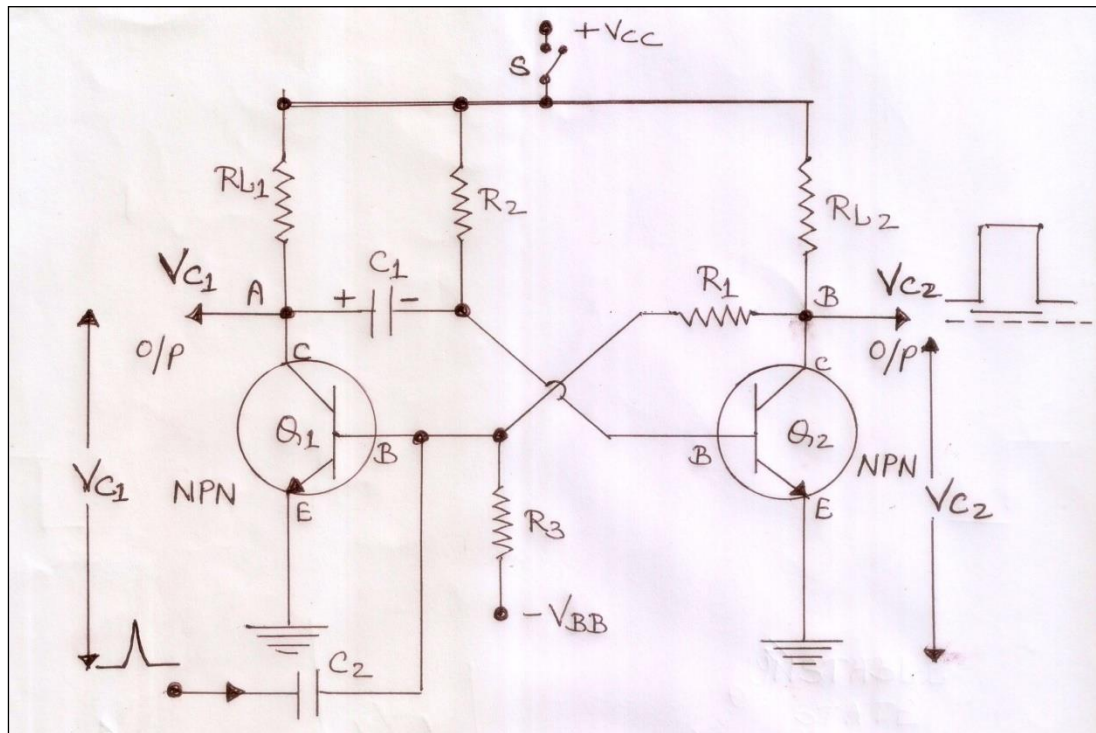 +VCC
S
RL1
R2
RL2
VC1
A
+
C1
-
R1
B
VC2
O/P
O/P
C
C
Q1
B
B
Q2
NPN
NPN
VC1
VC2
E
E
R3
-VBB
C2